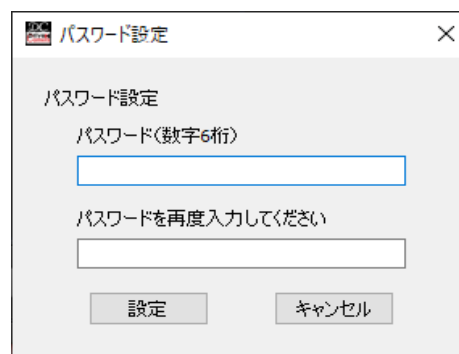 パスワード設定
パスワード設定
パスワード(数字6桁)
パスワードを再度入力してください
設定
キャンセル